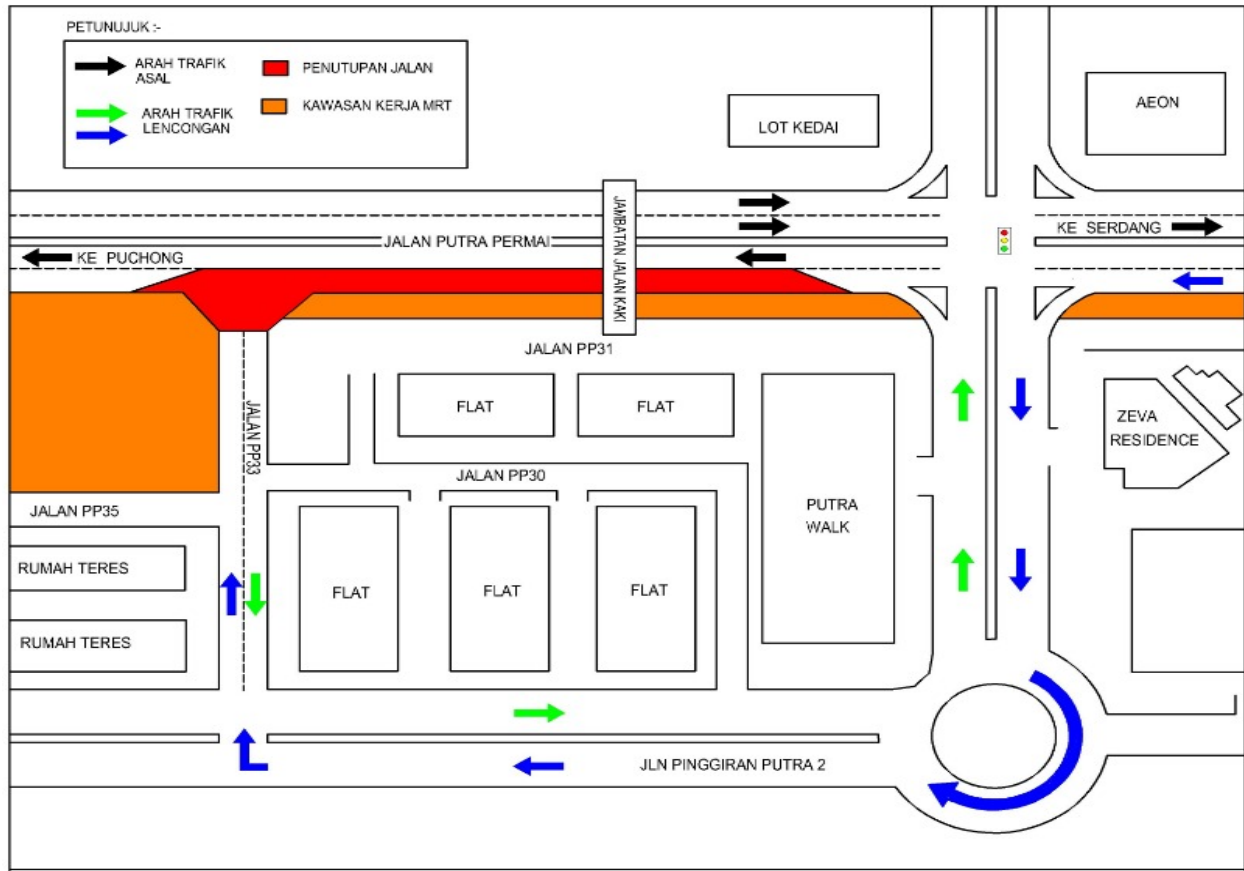 PETUNUJUK :-
ARAH TRAFIK
ASAL
PENUTUPAN JALAN
ARAH TRAFIK
LENCONGAN
KAWASAN KERJA MRT
LOT KEDAI
AEON
JAMBATAN JALAN KAKI
JALAN PUTRA PERMAI
KE SERDANG
KE PUCHONG
JALAN PP31
JALAN PP33
FLAT
FLAT
ZEVA
RESIDENCE
JALAN PP30
PUTRA
WALK
JALAN PP35
RUMAH TERES
FLAT
FLAT
FLAT
RUMAH TERES
JLN PINGGIRAN PUTRA 2